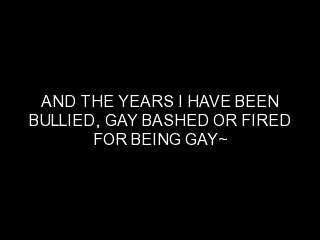 AND THE YEARS I HAVE BEEN
BULLIED, GAY BASHED OR FIRED
FOR BEING GAY~